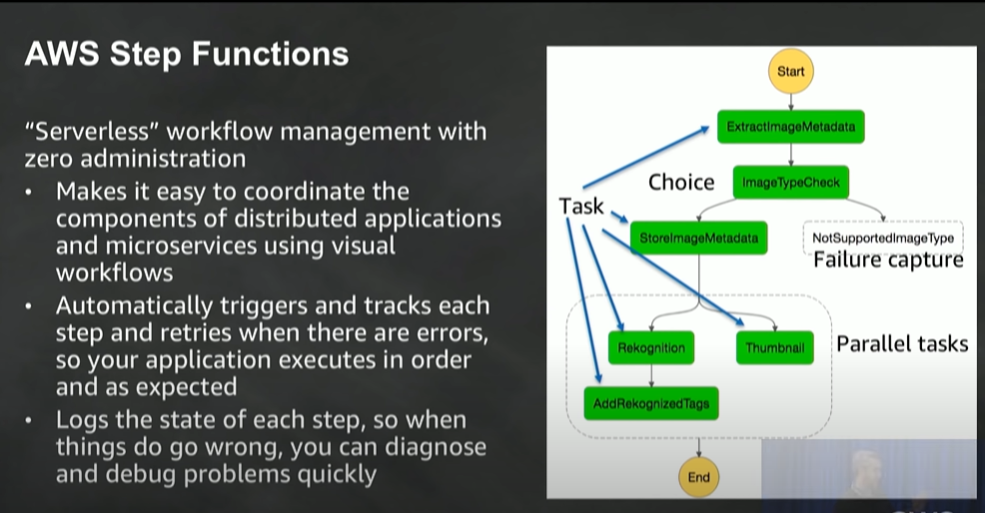 AWS Step Functions
“Serverless” workflow management with
zero administration
• Makes it easy to coordinate the
components of distributed applications
and microservices using visual
workflows
• Automatically triggers and tracks each
step and retries when there are errors,
so your application executes in order
and as expected
• Logs the state of each step, so when
things do go wrong, you can diagnose
and debug problems quickly
Start
ExtractImageMetadata
Choice
ImageTypeCheck
Task
StoreImageMetadata
NotSupportedImageType
Failure capture
Rekognition
Thumbnail
Parallel tasks
AddRekognizedTags
End